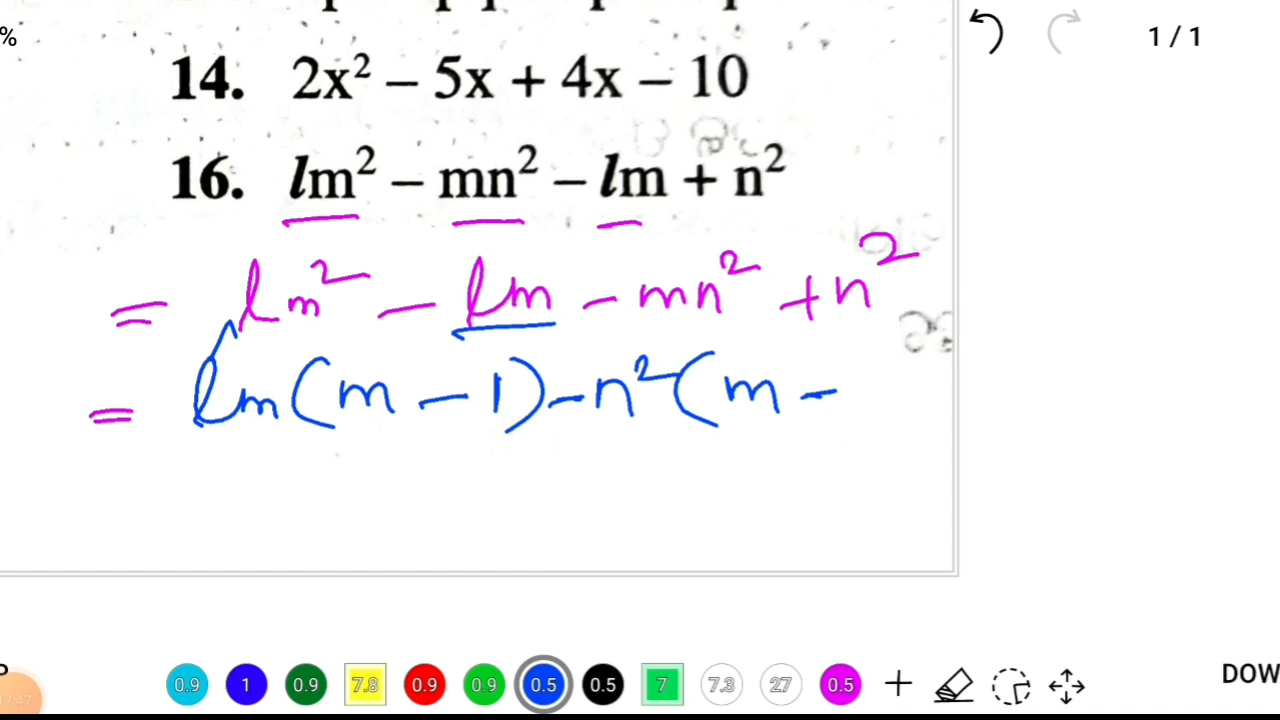 %
1 / 1
14. 2x² – 5x + 4x – 10
16. lm² – mn² – lm + n²
= lm² – lm – mn² + n²
= lm(m – 1) – n²(m –
0.9 1 0.9 7.8 0.9 0.9 0.5 0.5 7 7.3 27 0.5 + DOW